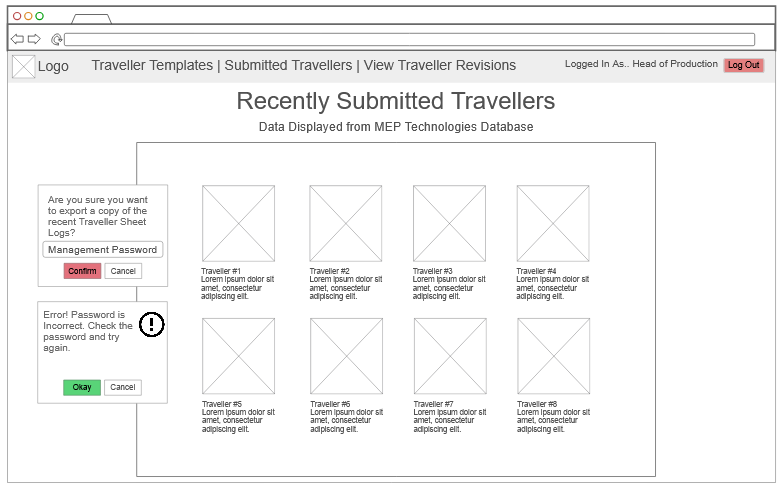 Logo
Traveller Templates | Submitted Travellers | View Traveller Revisions
Logged In As.. Head of Production
Log Out
Recently Submitted Travellers
Data Displayed from MEP Technologies Database
Are you sure you want
to export a copy of the
recent Traveller Sheet
Logs?
Management Password
Confirm
Cancel
Error! Password is
Incorrect. Check the
password and try
again.
Okay
Cancel
Traveller #1
Lorem ipsum dolor sit
amet, consectetur
adipiscing elit.
Traveller #2
Lorem ipsum dolor sit
amet, consectetur
adipiscing elit.
Traveller #3
Lorem ipsum dolor sit
amet, consectetur
adipiscing elit.
Traveller #4
Lorem ipsum dolor sit
amet, consectetur
adipiscing elit.
Traveller #5
Lorem ipsum dolor sit
amet, consectetur
adipiscing elit.
Traveller #6
Lorem ipsum dolor sit
amet, consectetur
adipiscing elit.
Traveller #7
Lorem ipsum dolor sit
amet, consectetur
adipiscing elit.
Traveller #8
Lorem ipsum dolor sit
amet, consectetur
adipiscing elit.